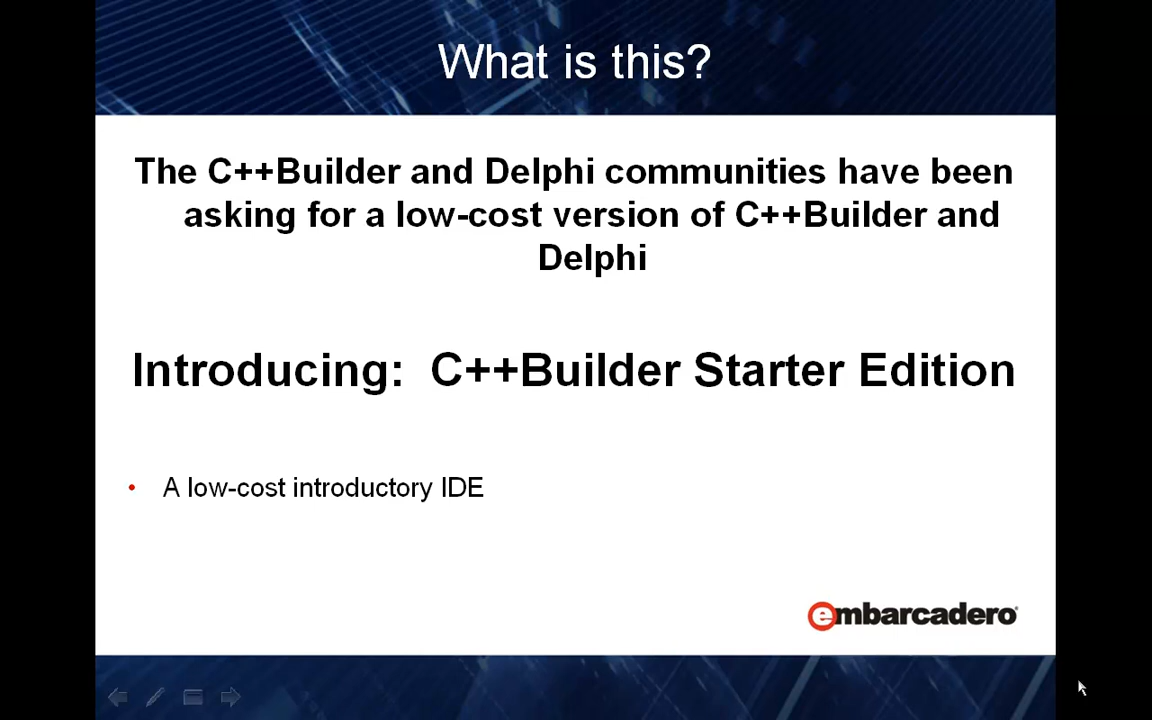 What is this?
The C++Builder and Delphi communities have been
asking for a low-cost version of C++Builder and
Delphi
Introducing:  C++Builder Starter Edition
• A low-cost introductory IDE
embarcadero